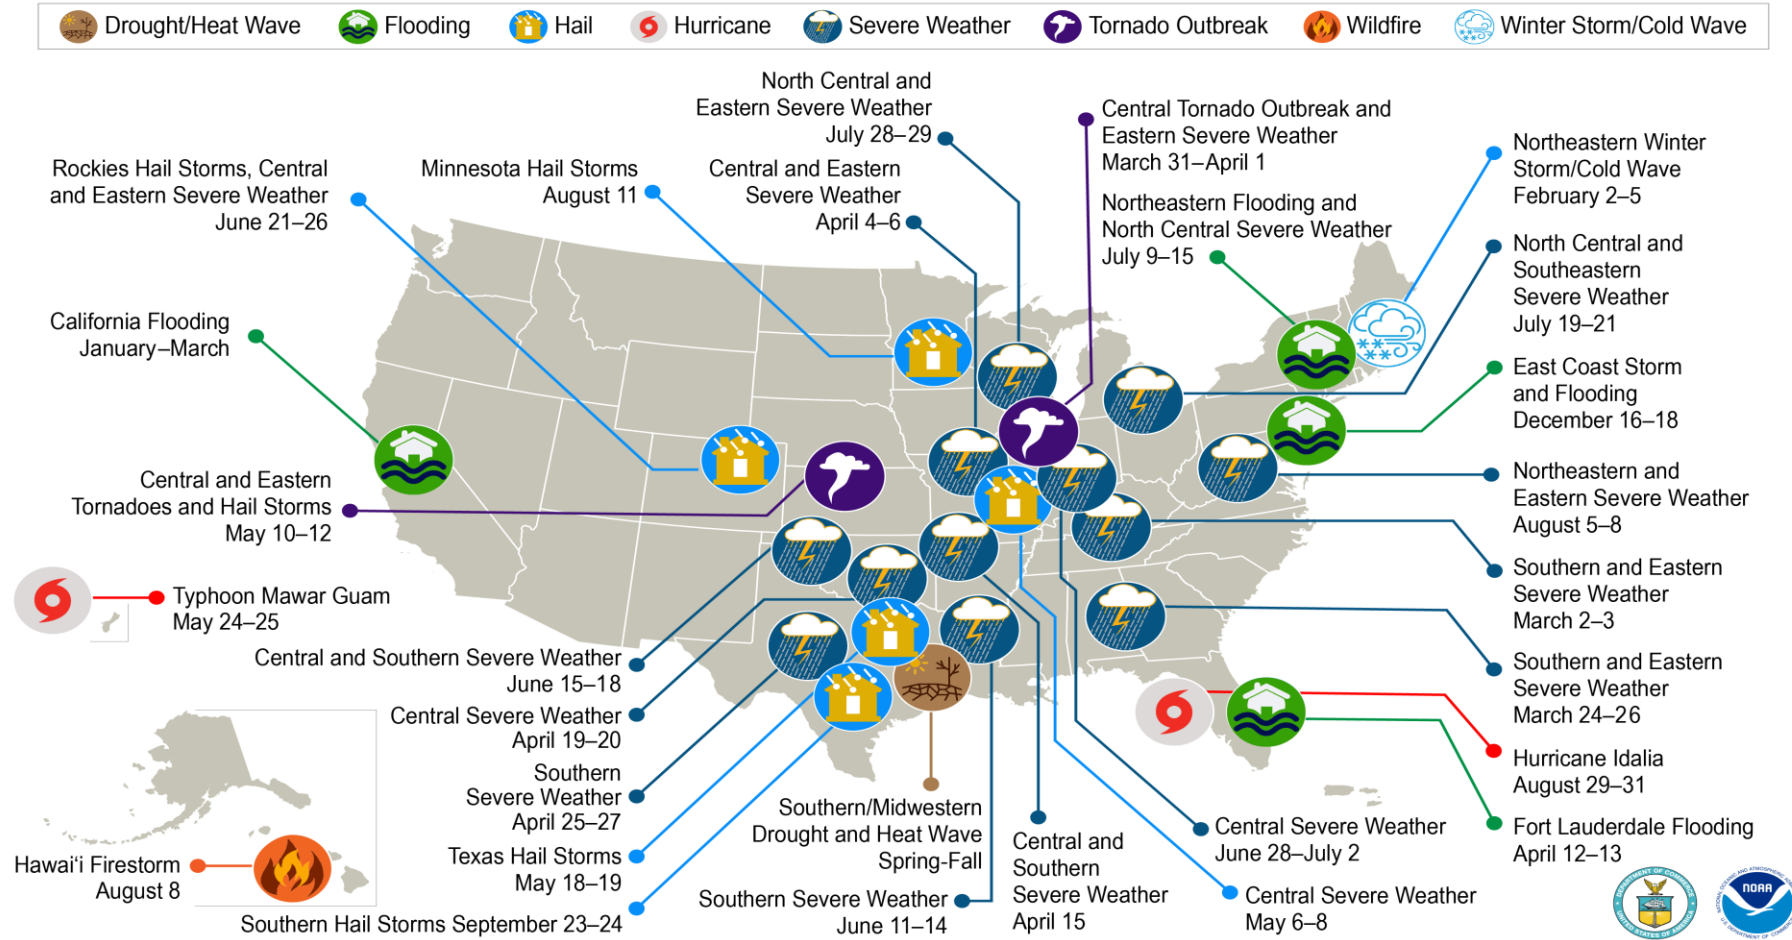 Drought/Heat Wave
Flooding
Hail
Hurricane
Severe Weather
Tornado Outbreak
Wildfire
Winter Storm/Cold Wave
North Central and
Eastern Severe Weather
July 28–29
Central Tornado Outbreak and
Eastern Severe Weather
March 31–April 1
Northeastern Winter
Storm/Cold Wave
February 2–5
Rockies Hail Storms, Central
and Eastern Severe Weather
June 21–26
Minnesota Hail Storms
August 11
Central and Eastern
Severe Weather
April 4–6
Northeastern Flooding and
North Central Severe Weather
July 9–15
North Central and
Southeastern
Severe Weather
July 19–21
California Flooding
January–March
East Coast Storm
and Flooding
December 16–18
Central and Eastern
Tornadoes and Hail Storms
May 10–12
Northeastern and
Eastern Severe Weather
August 5–8
Typhoon Mawar Guam
May 24–25
Southern and Eastern
Severe Weather
March 2–3
Central and Southern Severe Weather
June 15–18
Southern and Eastern
Severe Weather
March 24–26
Central Severe Weather
April 19–20
Southern
Severe Weather
April 25–27
Hurricane Idalia
August 29–31
Southern/Midwestern
Drought and Heat Wave
Spring-Fall
Central and
Southern
Severe Weather
April 15
Central Severe Weather
June 28–July 2
Fort Lauderdale Flooding
April 12–13
Hawaiʻi Firestorm
August 8
Texas Hail Storms
May 18–19
Southern Hail Storms September 23–24
Southern Severe Weather
June 11–14
Central Severe Weather
May 6–8
DEPARTMENT OF COMMERCE
UNITED STATES OF AMERICA
NOAA